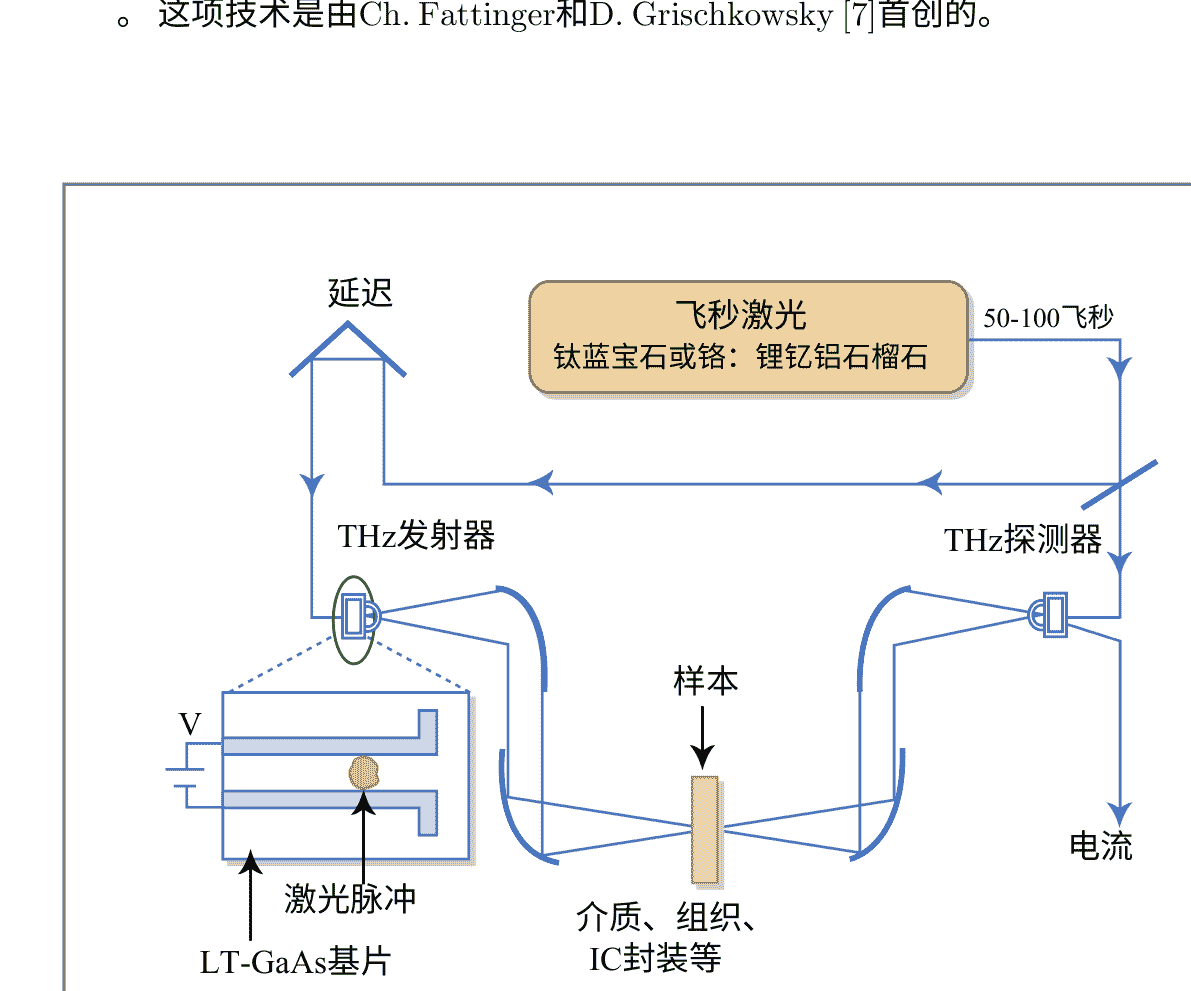 。 这项技术是由Ch. Fattinger和D. Grischkowsky [7]首创的。
延迟
飞秒激光
钛蓝宝石或铬：锂钇铝石榴石
50-100飞秒
THz发射器
THz探测器
样本
V
电流
激光脉冲
介质、组织、
IC封装等
LT-GaAs基片